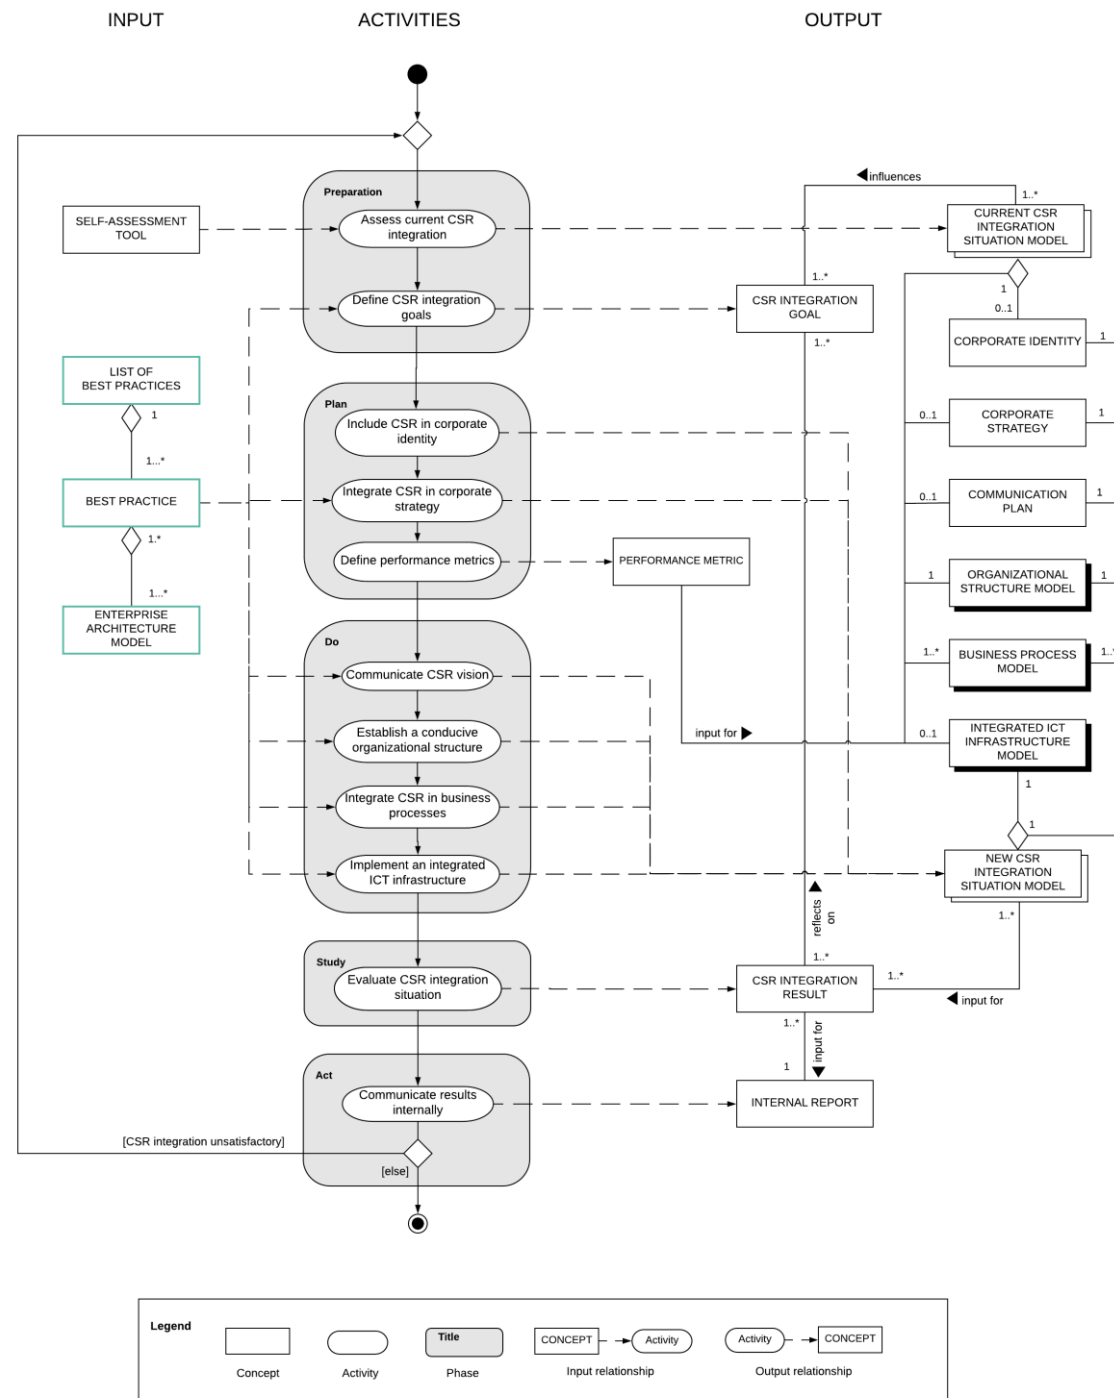 INPUT
ACTIVITIES
OUTPUT
Preparation
Assess current CSR
integration
Define CSR integration
goals
SELF-ASSESSMENT
TOOL
LIST OF
BEST PRACTICES
1
1...*
BEST PRACTICE
1.*
1...*
ENTERPRISE
ARCHITECTURE
MODEL
Plan
Include CSR in corporate
identity
Integrate CSR in corporate
strategy
Define performance metrics
PERFORMANCE METRIC
Do
Communicate CSR vision
Establish a conducive
organizational structure
Integrate CSR in business
processes
Implement an integrated
ICT infrastructure
Study
Evaluate CSR integration
situation
Act
Communicate results
internally
[CSR integration unsatisfactory]
[else]
influences
1..*
CURRENT CSR
INTEGRATION
SITUATION MODEL
1..*
CSR INTEGRATION
GOAL
1..*
1
0..1
CORPORATE IDENTITY
1
0..1
CORPORATE
STRATEGY
1
0..1
COMMUNICATION
PLAN
1
1
ORGANIZATIONAL
STRUCTURE MODEL
1
1..*
BUSINESS PROCESS
MODEL
1..*
input for
0..1
INTEGRATED ICT
INFRASTRUCTURE
MODEL
1
1
NEW CSR
INTEGRATION
SITUATION MODEL
1..*
reflects
on
1..*
CSR INTEGRATION
RESULT
1..*
input for
1..*
input for
1
INTERNAL REPORT
Legend
Title
CONCEPT
Activity
Activity
CONCEPT
Concept
Activity
Phase
Input relationship
Output relationship